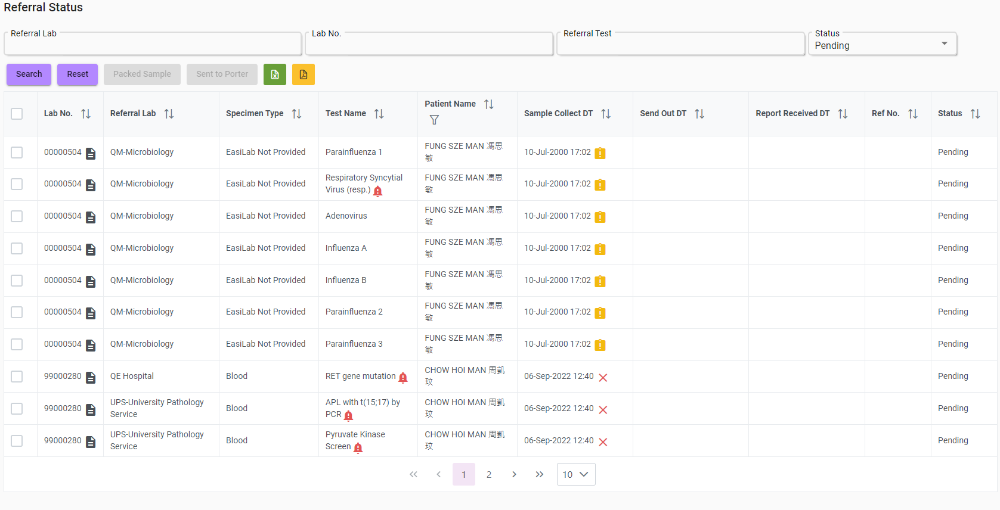 Referral Status
Referral Lab
Lab No.
Referral Test
Status
Pending
Search
Reset
Packed Sample
Sent to Porter
Lab No.
Referral Lab
Specimen Type
Test Name
Patient Name
Sample Collect DT
Send Out DT
Report Received DT
Ref No.
Status
00000504 QM-Microbiology EasiLab Not Provided Parainfluenza 1 FUNG SZE MAN 馮思
敏
10-Jul-2000 17:02 Pending
00000504 QM-Microbiology EasiLab Not Provided Respiratory Syncytial
Virus (resp.)
FUNG SZE MAN 馮思
敏
10-Jul-2000 17:02 Pending
00000504 QM-Microbiology EasiLab Not Provided Adenovirus FUNG SZE MAN 馮思
敏
10-Jul-2000 17:02 Pending
00000504 QM-Microbiology EasiLab Not Provided Influenza A FUNG SZE MAN 馮思
敏
10-Jul-2000 17:02 Pending
00000504 QM-Microbiology EasiLab Not Provided Influenza B FUNG SZE MAN 馮思
敏
10-Jul-2000 17:02 Pending
00000504 QM-Microbiology EasiLab Not Provided Parainfluenza 2 FUNG SZE MAN 馮思
敏
10-Jul-2000 17:02 Pending
00000504 QM-Microbiology EasiLab Not Provided Parainfluenza 3 FUNG SZE MAN 馮思
敏
10-Jul-2000 17:02 Pending
99000280 QE Hospital Blood RET gene mutation CHOW HOI MAN 周凱
玟
06-Sep-2022 12:40 Pending
99000280 UPS-University Pathology
Service
Blood APL with t(15;17) by
PCR
CHOW HOI MAN 周凱
玟
06-Sep-2022 12:40 Pending
99000280 UPS-University Pathology
Service
Blood Pyruvate Kinase
Screen
CHOW HOI MAN 周凱
玟
06-Sep-2022 12:40 Pending
1 2 10